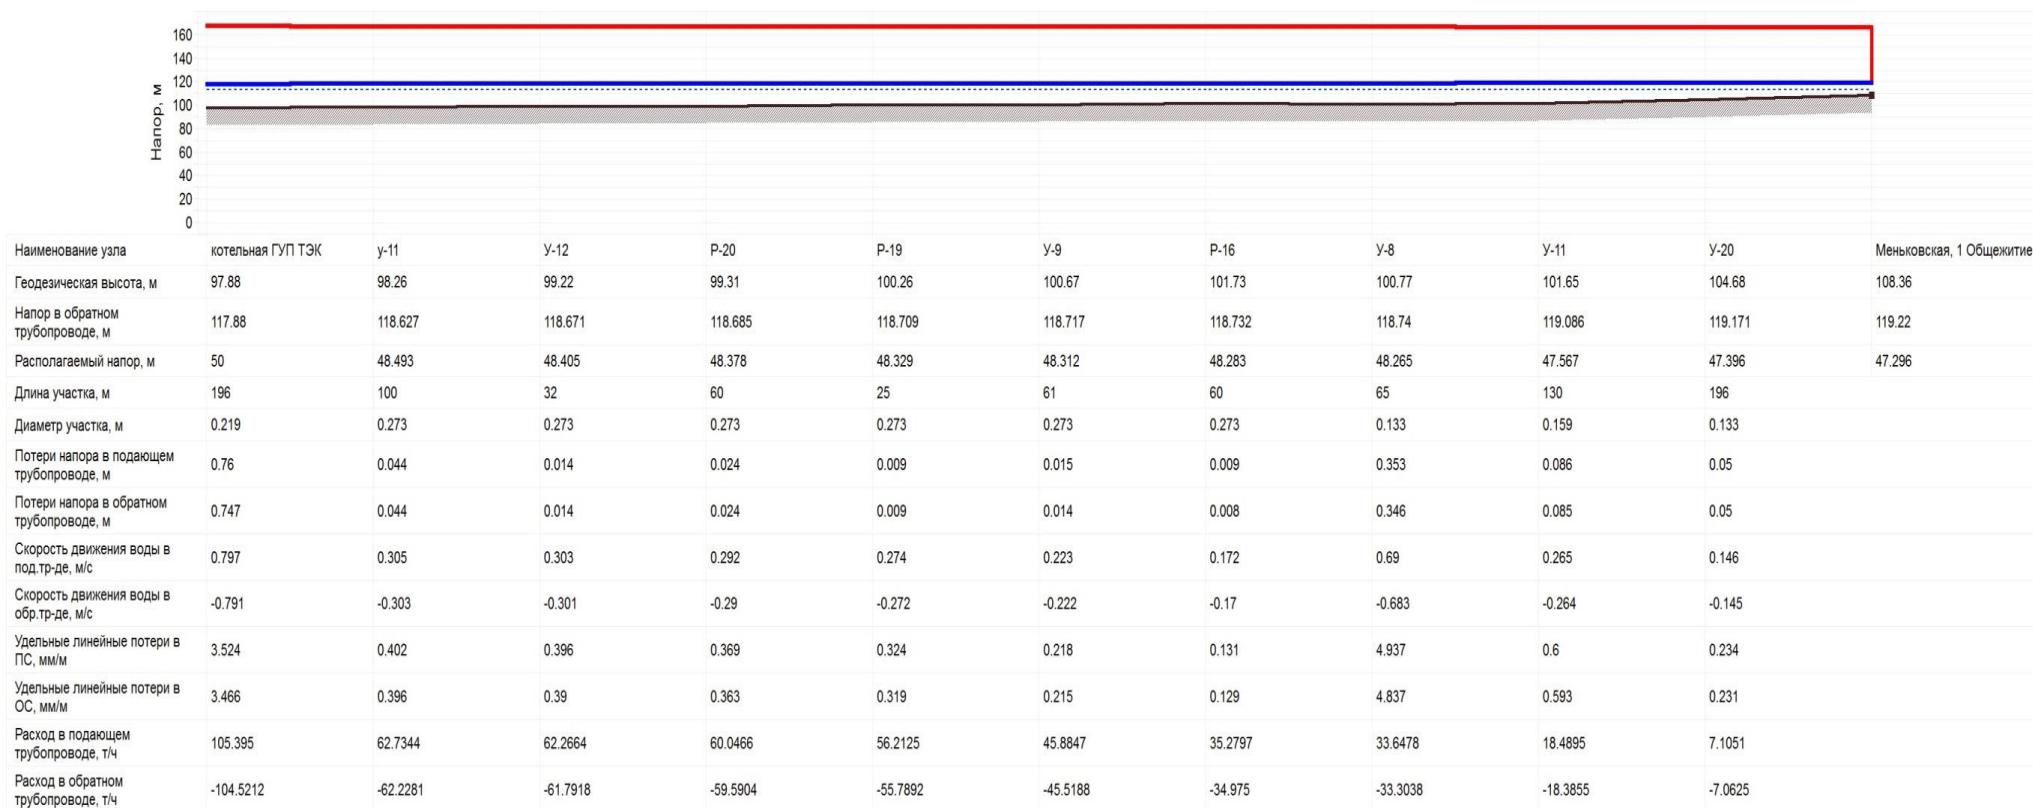 160
140
120
100
80
60
40
20
0
Напор, м
Наименование узла котельная ГУП ТЭК у-11 У-12 Р-20 Р-19 У-9 Р-16 У-8 У-11 У-20 Меньковская, 1 Общежитие
Геодезическая высота, м 97.88 98.26 99.22 99.31 100.26 100.67 101.73 100.77 101.65 104.68 108.36
Напор в обратном
трубопроводе, м 117.88 118.627 118.671 118.685 118.709 118.717 118.732 118.74 119.086 119.171 119.22
Располагаемый напор, м 50 48.493 48.405 48.378 48.329 48.312 48.283 48.265 47.567 47.396 47.296
Длина участка, м 196 100 32 60 25 61 60 65 130 196
Диаметр участка, м 0.219 0.273 0.273 0.273 0.273 0.273 0.273 0.133 0.159 0.133
Потери напора в подающем
трубопроводе, м 0.76 0.044 0.014 0.024 0.009 0.015 0.009 0.353 0.086 0.05
Потери напора в обратном
трубопроводе, м 0.747 0.044 0.014 0.024 0.009 0.014 0.008 0.346 0.085 0.05
Скорость движения воды в
под.тр-де, м/с 0.797 0.305 0.303 0.292 0.274 0.223 0.172 0.69 0.265 0.146
Скорость движения воды в
обр.тр-де, м/с -0.791 -0.303 -0.301 -0.29 -0.272 -0.222 -0.17 -0.683 -0.264 -0.145
Удельные линейные потери в
ПС, мм/м 3.524 0.402 0.396 0.369 0.324 0.218 0.131 4.937 0.6 0.234
Удельные линейные потери в
ОС, мм/м 3.466 0.396 0.39 0.363 0.319 0.215 0.129 4.837 0.593 0.231
Расход в подающем
трубопроводе, т/ч 105.395 62.7344 62.2664 60.0466 56.2125 45.8847 35.2797 33.6478 18.4895 7.1051
Расход в обратном
трубопроводе, т/ч -104.5212 -62.2281 -61.7918 -59.5904 -55.7892 -45.5188 -34.975 -33.3038 -18.3855 -7.0625